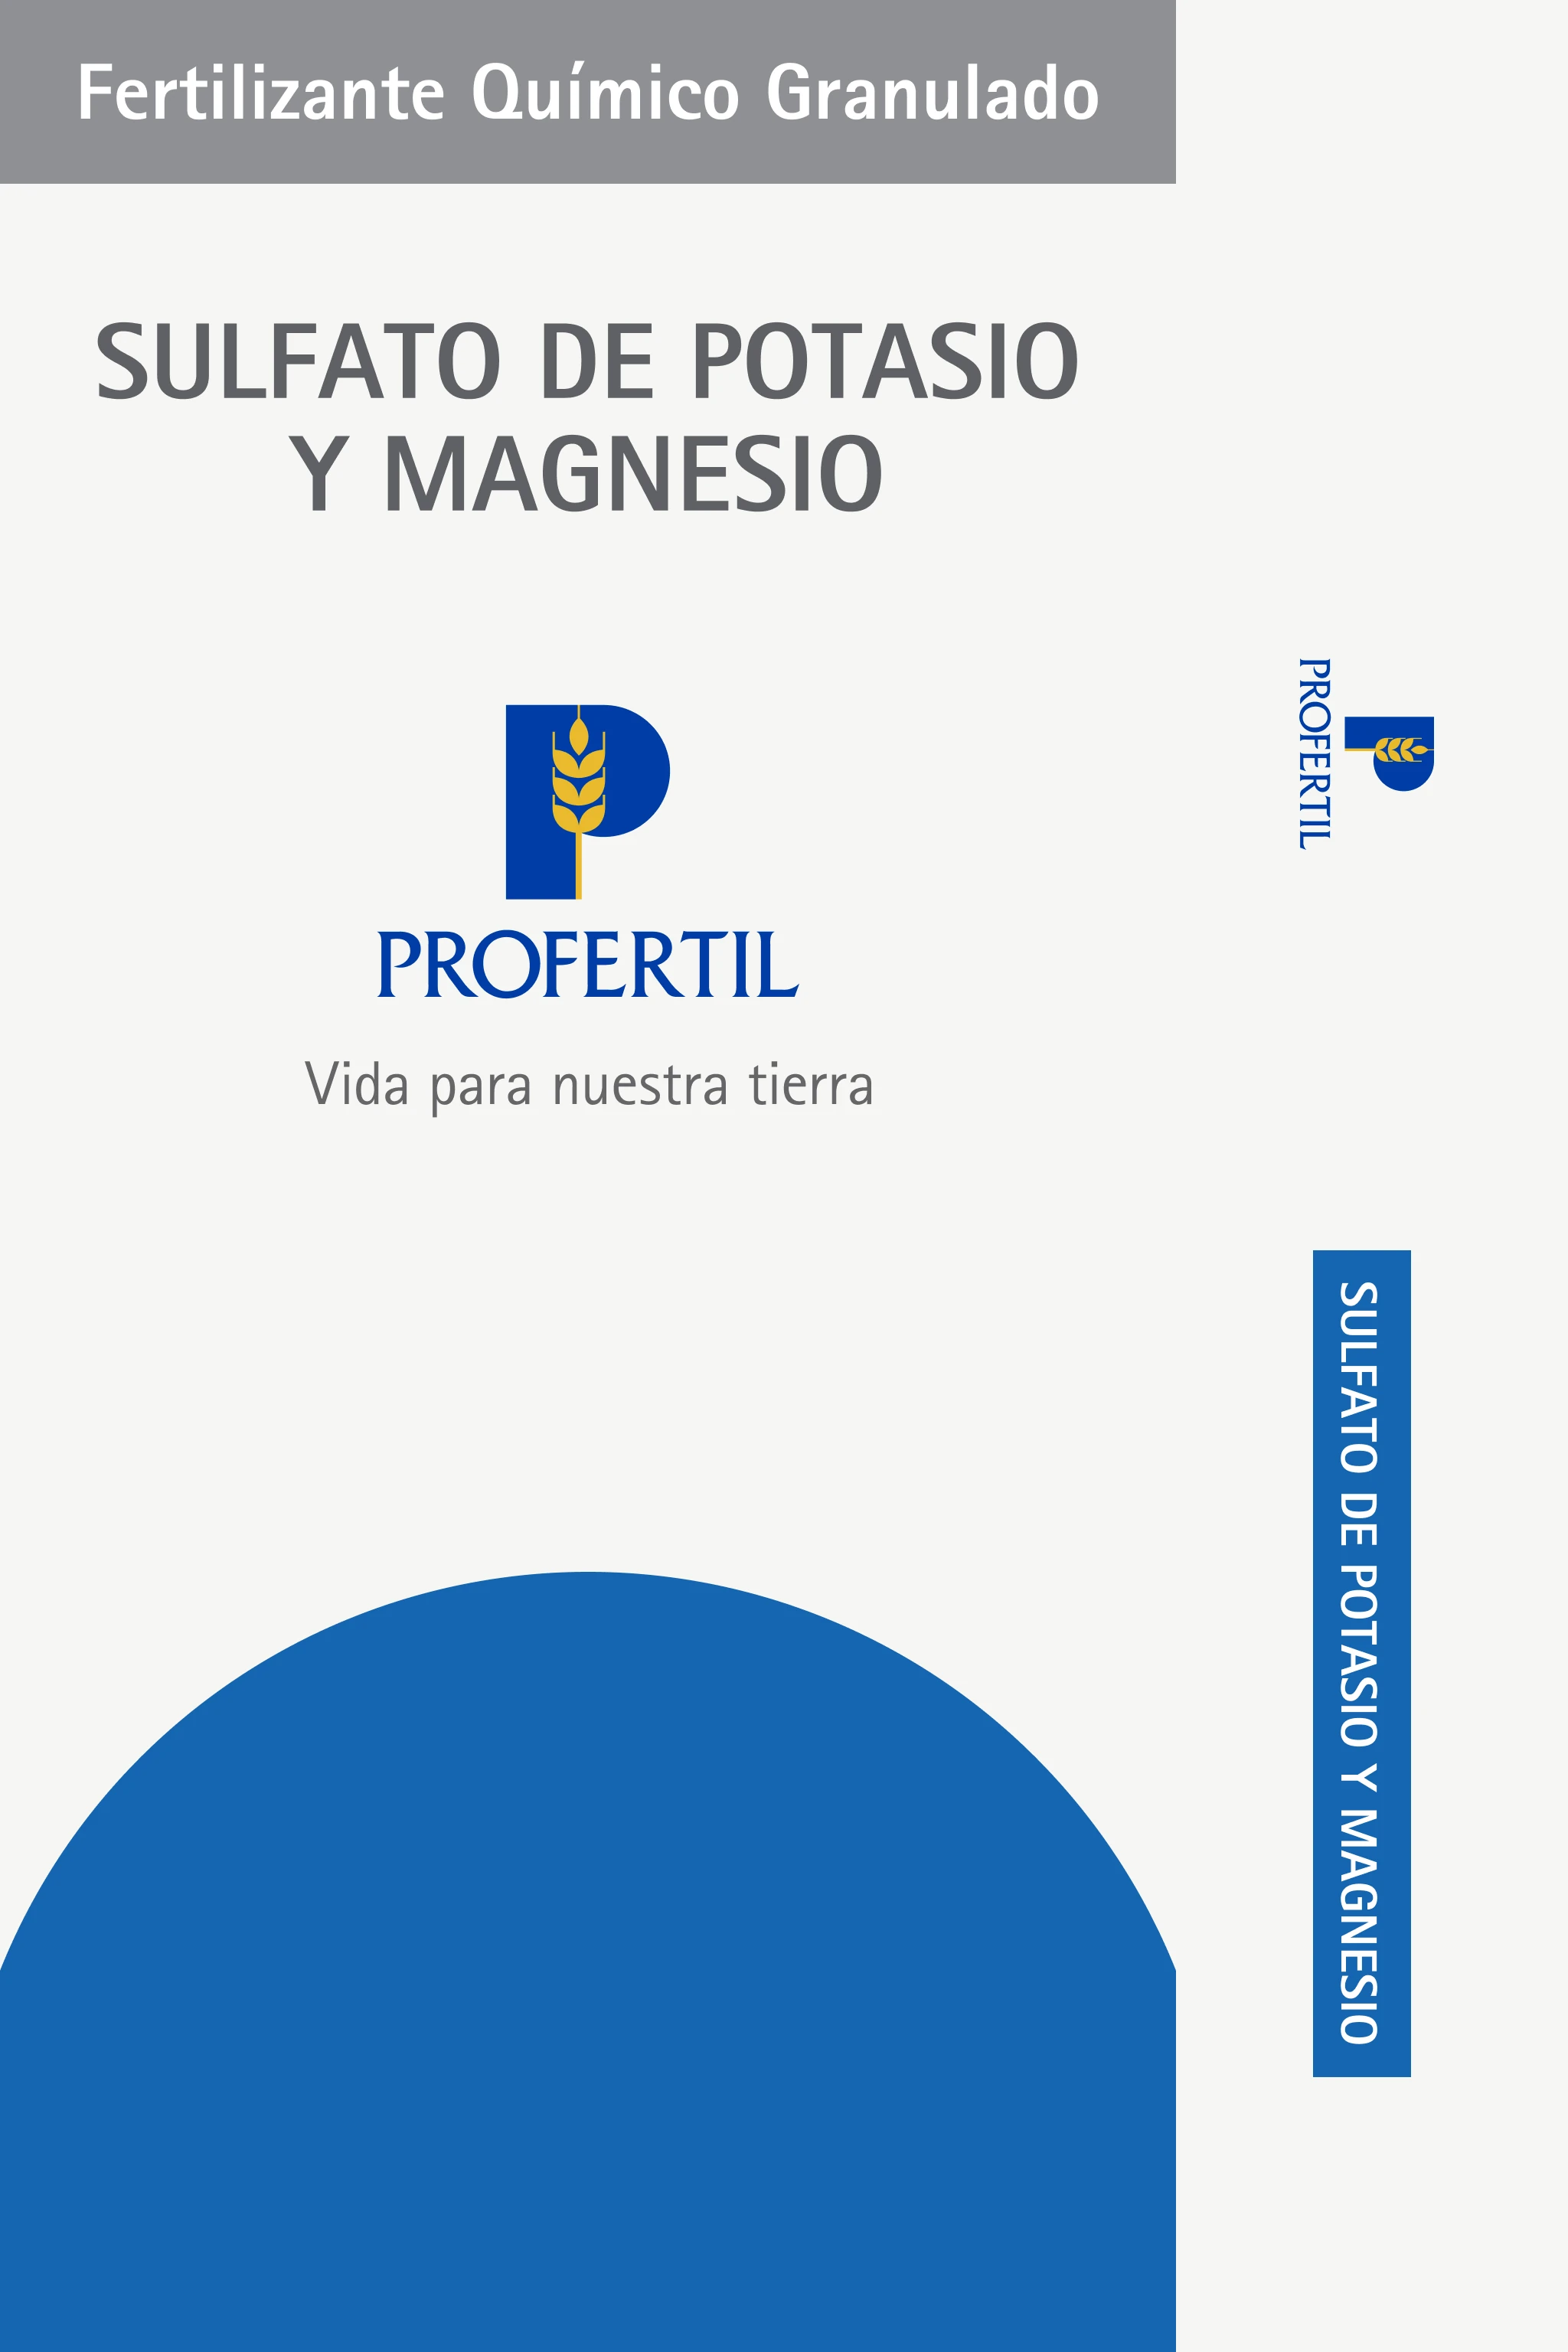 Fertilizante Químico Granulado
SULFATO DE POTASIO
Y MAGNESIO
PROFERTIL
Vida para nuestra tierra
PROFERTIL
SULFATO DE POTASIO Y MAGNESIO